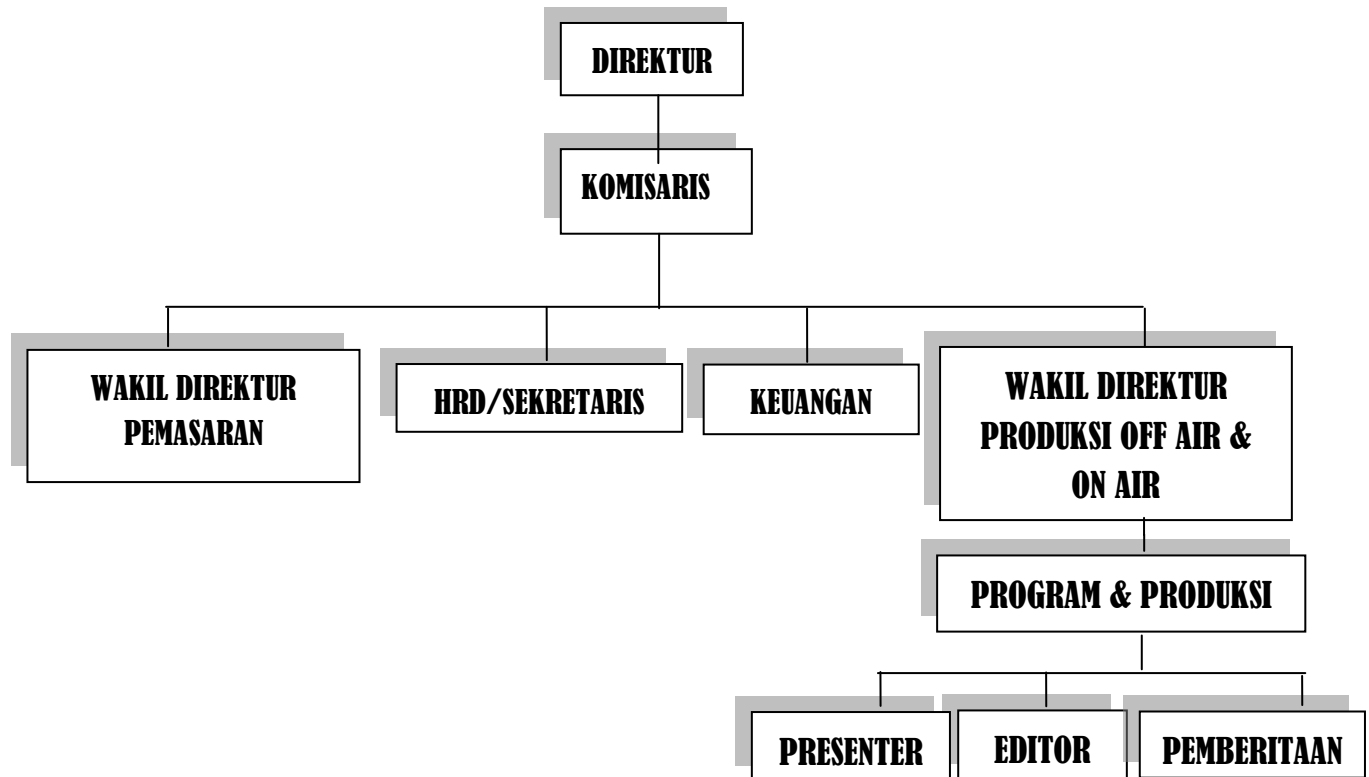 DIREKTUR
KOMISARIS
WAKIL DIREKTUR
PEMASARAN
HRD/SEKRETARIS
KEUANGAN
WAKIL DIREKTUR
PRODUKSI OFF AIR &
ON AIR
PROGRAM & PRODUKSI
PRESENTER
EDITOR
PEMBERITAAN